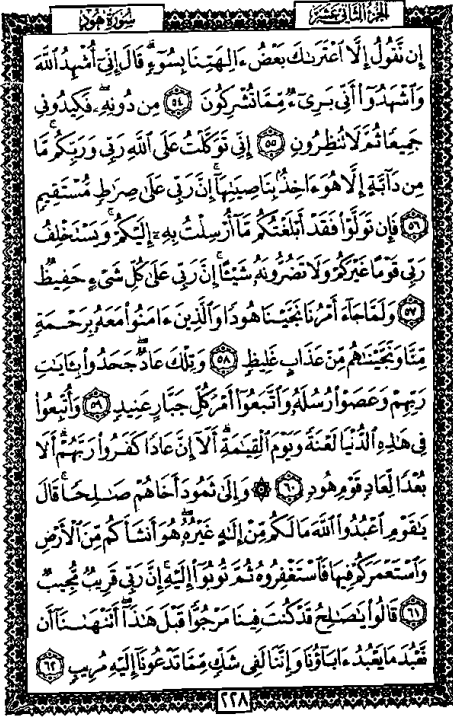 الجزء الثاني عشر
سورة هود
إِن نَّقُولُ إِلَّا ٱعْتَرَىٰكَ بَعْضُ ءَالِهَتِنَا بِسُوٓءٍ ۗ قَالَ إِنِّىٓ أُشْهِدُ ٱللَّهَ
وَٱشْهَدُوٓا۟ أَنِّى بَرِىٓءٌ مِّمَّا تُشْرِكُونَ ٥٤ مِن دُونِهِۦ ۖ فَكِيدُونِى
جَمِيعًا ثُمَّ لَا تُنظِرُونِ ٥٥ إِنِّى تَوَكَّلْتُ عَلَى ٱللَّهِ رَبِّى وَرَبِّكُم ۚ مَّا
مِن دَآبَّةٍ إِلَّا هُوَ ءَاخِذٌۢ بِنَاصِيَتِهَآ ۚ إِنَّ رَبِّى عَلَىٰ صِرَٰطٍ مُّسْتَقِيمٍ
٥٦ فَإِن تَوَلَّوْا۟ فَقَدْ أَبْلَغْتُكُم مَّآ أُرْسِلْتُ بِهِۦٓ إِلَيْكُمْ ۚ وَيَسْتَخْلِفُ
رَبِّى قَوْمًا غَيْرَكُمْ وَلَا تَضُرُّونَهُۥ شَيْـًٔا ۚ إِنَّ رَبِّى عَلَىٰ كُلِّ شَىْءٍ حَفِيظٌ
٥٧ وَلَمَّا جَآءَ أَمْرُنَا نَجَّيْنَا هُودًا وَٱلَّذِينَ ءَامَنُوا۟ مَعَهُۥ بِرَحْمَةٍ
مِّنَّا وَنَجَّيْنَٰهُم مِّنْ عَذَابٍ غَلِيظٍ ٥٨ وَتِلْكَ عَادٌ ۖ جَحَدُوا۟ بِـَٔايَٰتِ
رَبِّهِمْ وَعَصَوْا۟ رُسُلَهُۥ وَٱتَّبَعُوٓا۟ أَمْرَ كُلِّ جَبَّارٍ عَنِيدٍ ٥٩ وَأُتْبِعُوا۟
فِى هَٰذِهِ ٱلدُّنْيَا لَعْنَةً وَيَوْمَ ٱلْقِيَٰمَةِ ۗ أَلَآ إِنَّ عَادًا كَفَرُوا۟ رَبَّهُمْ ۗ أَلَا
بُعْدًا لِّعَادٍ قَوْمِ هُودٍ ٦٠ ۞ وَإِلَىٰ ثَمُودَ أَخَاهُمْ صَٰلِحًا ۚ قَالَ
يَٰقَوْمِ ٱعْبُدُوا۟ ٱللَّهَ مَا لَكُم مِّنْ إِلَٰهٍ غَيْرُهُۥ ۖ هُوَ أَنشَأَكُم مِّنَ ٱلْأَرْضِ
وَٱسْتَعْمَرَكُمْ فِيهَا فَٱسْتَغْفِرُوهُ ثُمَّ تُوبُوٓا۟ إِلَيْهِ ۚ إِنَّ رَبِّى قَرِيبٌ مُّجِيبٌ
٦١ قَالُوا۟ يَٰصَٰلِحُ قَدْ كُنتَ فِينَا مَرْجُوًّا قَبْلَ هَٰذَآ ۖ أَتَنْهَىٰنَآ أَن
نَّعْبُدَ مَا يَعْبُدُ ءَابَآؤُنَا وَإِنَّنَا لَفِى شَكٍّ مِّمَّا تَدْعُونَآ إِلَيْهِ مُرِيبٍ ٦٢
٢٢٨